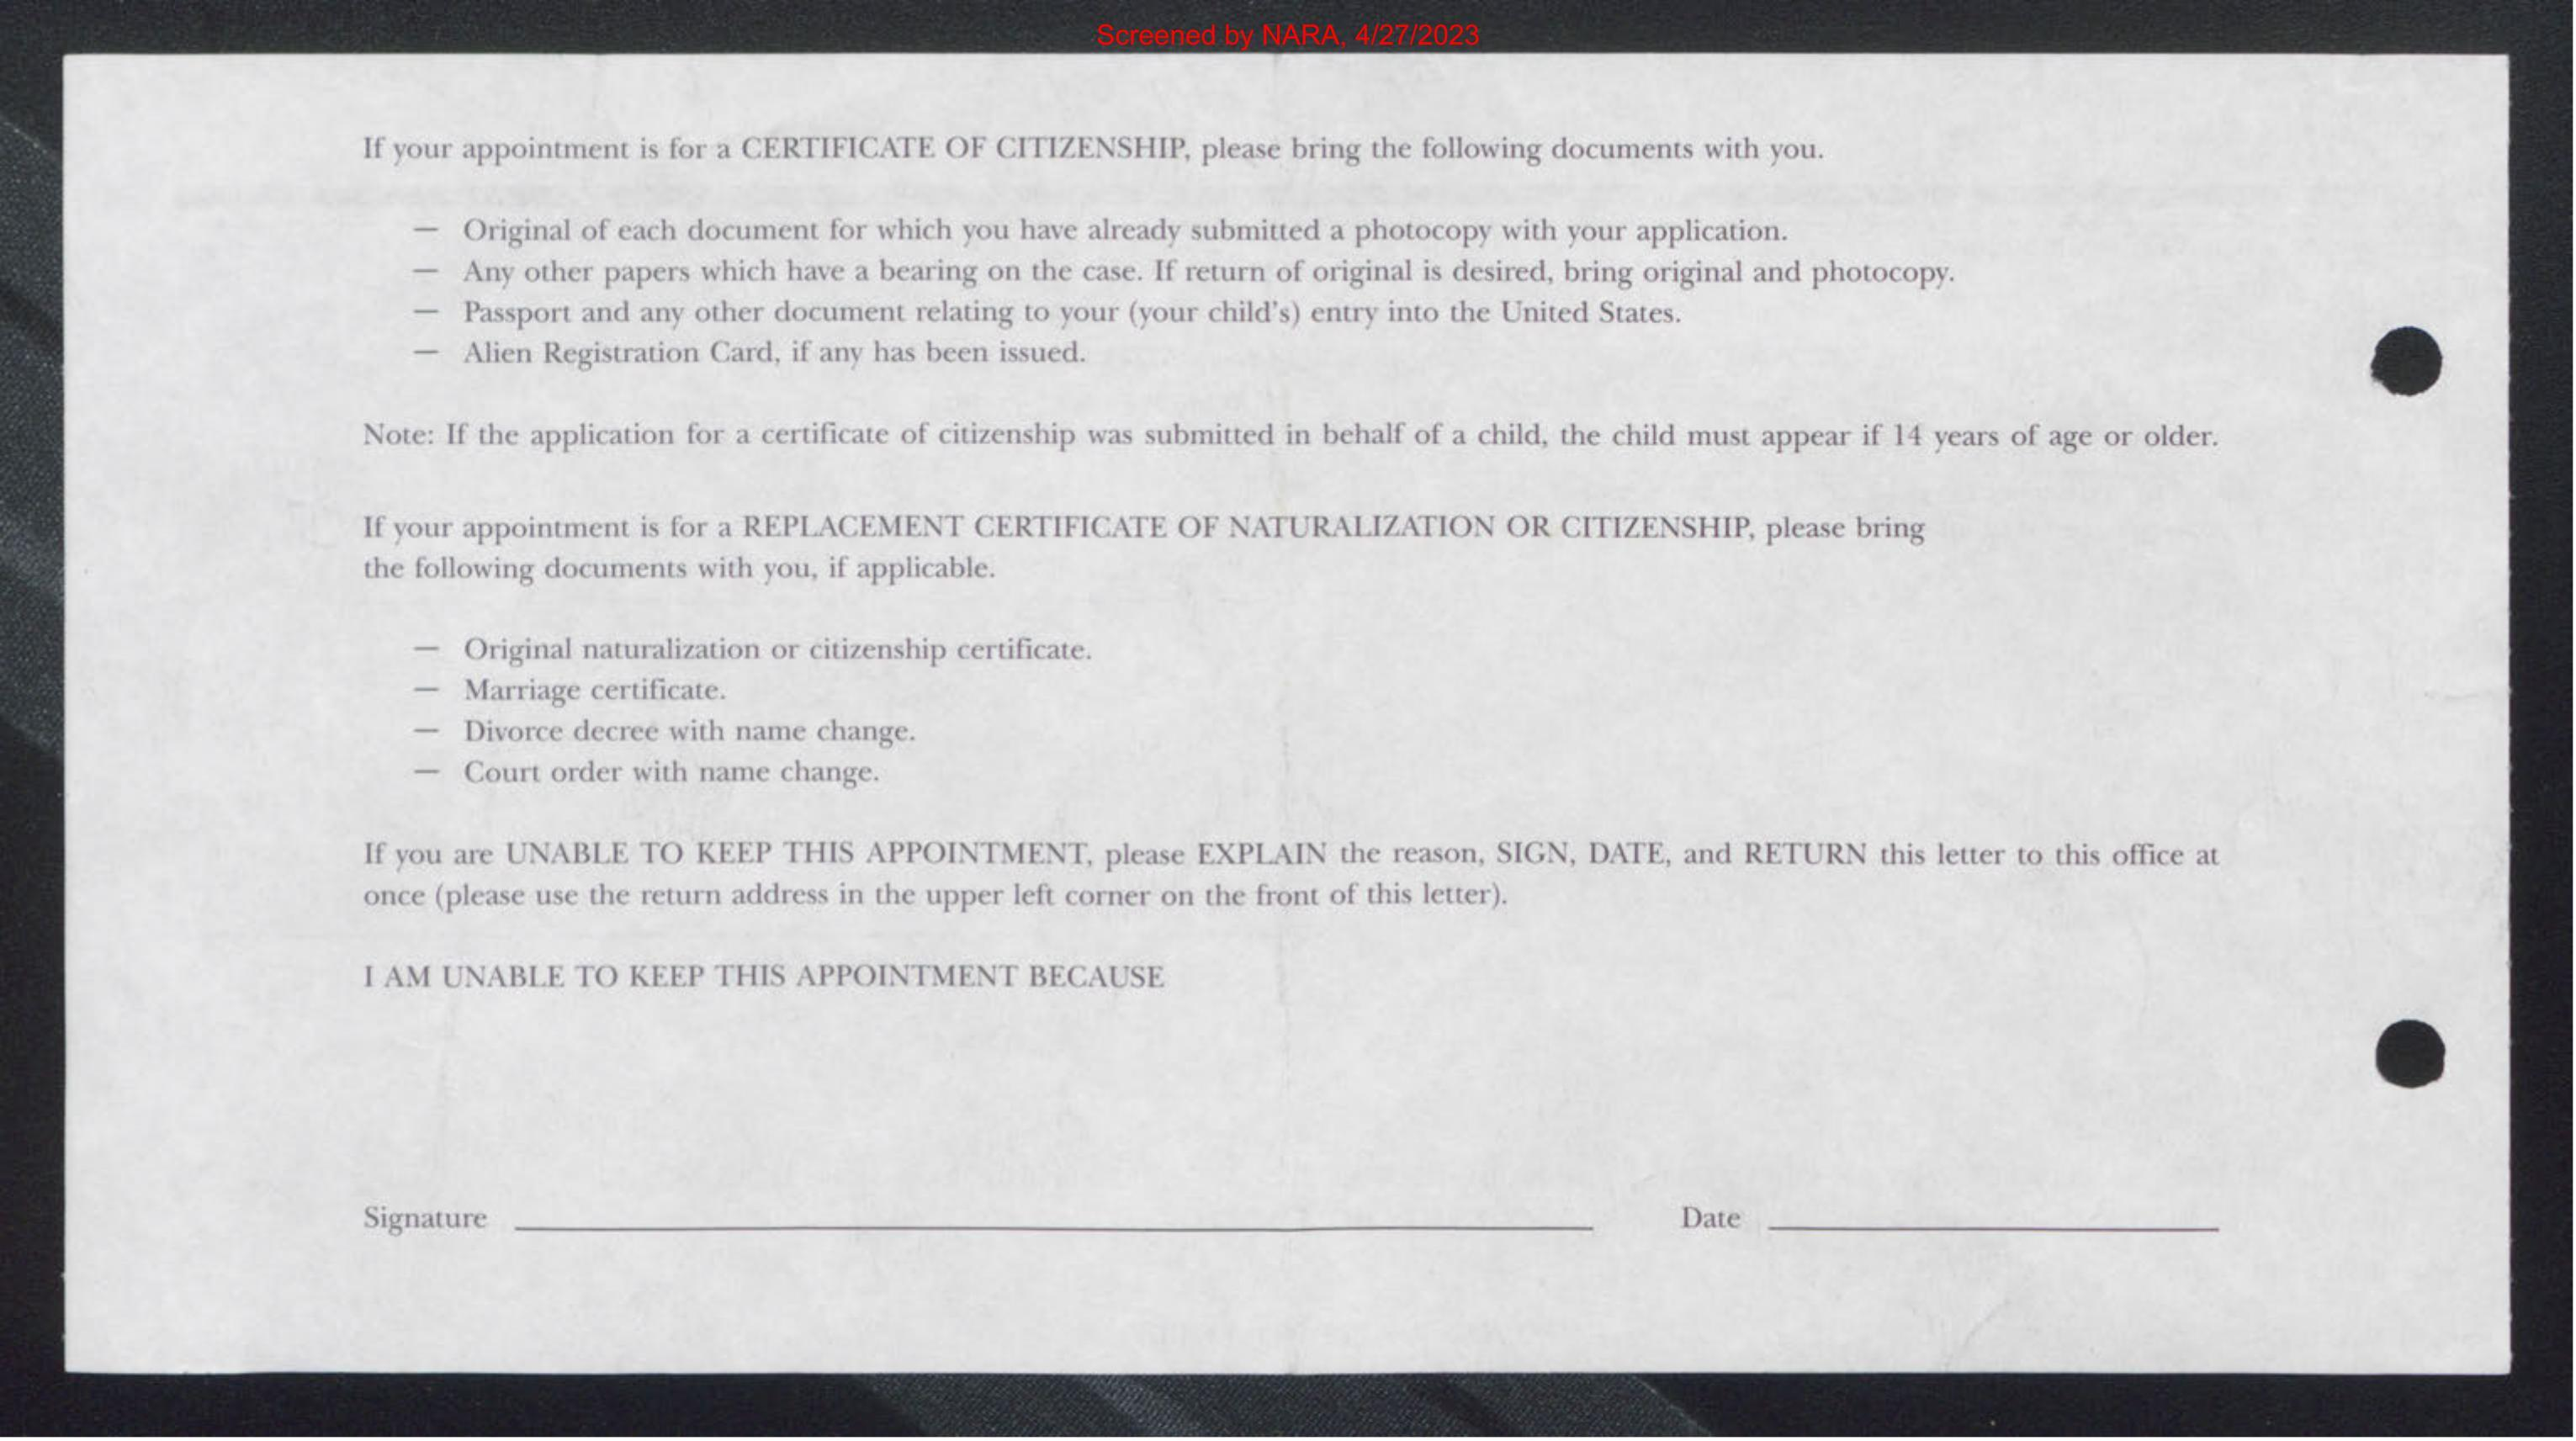 Screened by NARA, 4/27/2023
If your appointment is for a CERTIFICATE OF CITIZENSHIP, please bring the following documents with you.
— Original of each document for which you have already submitted a photocopy with your application.
— Any other papers which have a bearing on the case. If return of original is desired, bring original and photocopy.
— Passport and any other document relating to your (your child's) entry into the United States.
— Alien Registration Card, if any has been issued.
Note: If the application for a certificate of citizenship was submitted in behalf of a child, the child must appear if 14 years of age or older.
If your appointment is for a REPLACEMENT CERTIFICATE OF NATURALIZATION OR CITIZENSHIP, please bring
the following documents with you, if applicable.
— Original naturalization or citizenship certificate.
— Marriage certificate.
— Divorce decree with name change.
— Court order with name change.
If you are UNABLE TO KEEP THIS APPOINTMENT, please EXPLAIN the reason, SIGN, DATE, and RETURN this letter to this office at
once (please use the return address in the upper left corner on the front of this letter).
I AM UNABLE TO KEEP THIS APPOINTMENT BECAUSE
Signature Date